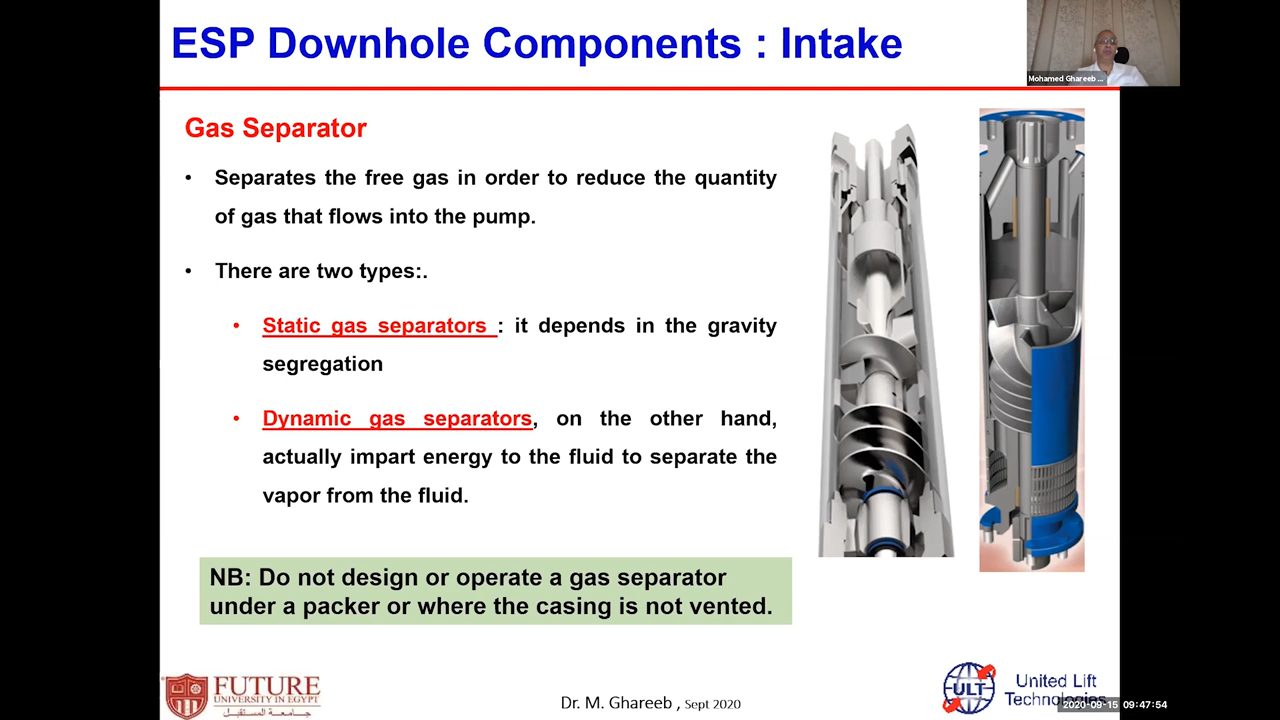 ESP Downhole Components : Intake
Mohamed Ghareeb ...
Gas Separator
• Separates the free gas in order to reduce the quantity
of gas that flows into the pump.
• There are two types:.
• Static gas separators : it depends in the gravity
segregation
• Dynamic gas separators, on the other hand,
actually impart energy to the fluid to separate the
vapor from the fluid.
NB: Do not design or operate a gas separator
under a packer or where the casing is not vented.
FUTURE
UNIVERSITY IN EGYPT
جامعة المستقبل
Dr. M. Ghareeb , Sept 2020
ULT
United Lift
Technologies
2020-09-15 09:47:54